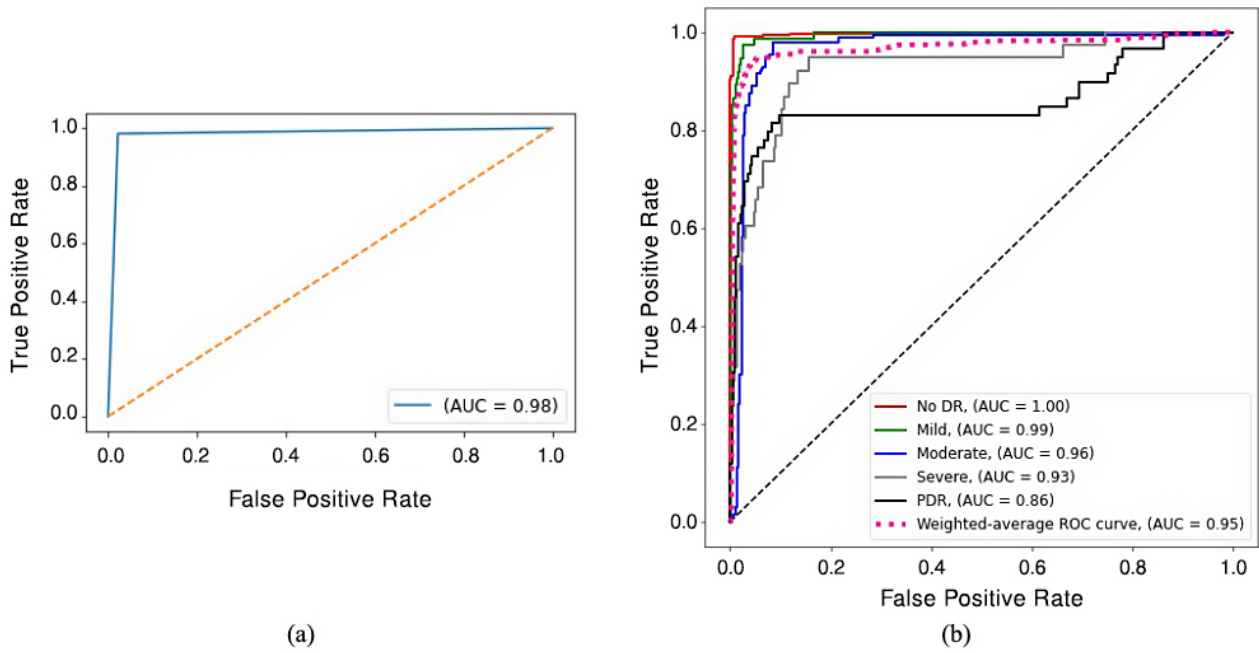 1.0
0.8
0.6
0.4
0.2
0.0
True Positive Rate
(AUC = 0.98)
0.0 0.2 0.4 0.6 0.8 1.0
False Positive Rate
(a)
1.0
0.8
0.6
0.4
0.2
0.0
True Positive Rate
No DR, (AUC = 1.00)
Mild, (AUC = 0.99)
Moderate, (AUC = 0.96)
Severe, (AUC = 0.93)
PDR, (AUC = 0.86)
Weighted-average ROC curve, (AUC = 0.95)
0.0 0.2 0.4 0.6 0.8 1.0
False Positive Rate
(b)